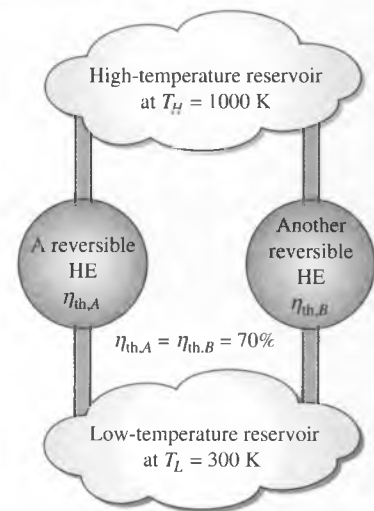 High-temperature reservoir
at T_H = 1000 K
A reversible
HE
η_th,A
Another
reversible
HE
η_th,B
η_th,A = η_th,B = 70%
Low-temperature reservoir
at T_L = 300 K